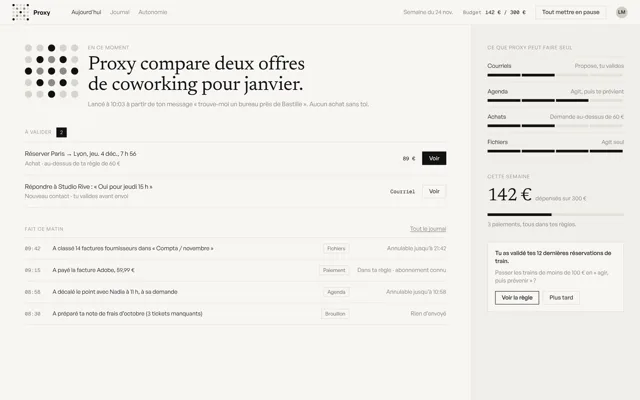 Proxy
Aujourd'hui Journal Autonomie
Semaine du 24 nov. Budget 142 € / 300 € Tout mettre en pause LM
EN CE MOMENT
Proxy compare deux offres
de coworking pour janvier.
Lancé à 10:03 à partir de ton message « trouve-moi un bureau près de Bastille ». Aucun achat sans toi.
À VALIDER 2
Réserver Paris → Lyon, jeu. 4 déc., 7 h 56
Achat · au-dessus de ta règle de 60 €
89 € Voir
Répondre à Studio Rive : « Oui pour jeudi 15 h »
Nouveau contact · tu valides avant envoi
Courriel Voir
FAIT CE MATIN Tout le journal
09:42 A classé 14 factures fournisseurs dans « Compta / novembre » Fichiers Annulable jusqu'à 21:42
09:15 A payé la facture Adobe, 59,99 € Paiement Dans ta règle · abonnement connu
08:58 A décalé le point avec Nadia à 11 h, à sa demande Agenda Annulable jusqu'à 10:58
08:30 A préparé ta note de frais d'octobre (3 tickets manquants) Brouillon Rien d'envoyé
CE QUE PROXY PEUT FAIRE SEUL
Courriels Propose, tu valides
Agenda Agit, puis te prévient
Achats Demande au-dessus de 60 €
Fichiers Agit seul
CETTE SEMAINE
142 € dépensés sur 300 €
3 paiements, tous dans tes règles.
Tu as validé tes 12 dernières réservations de
train.
Passer les trains de moins de 100 € en « agit,
puis prévient » ?
Voir la règle Plus tard